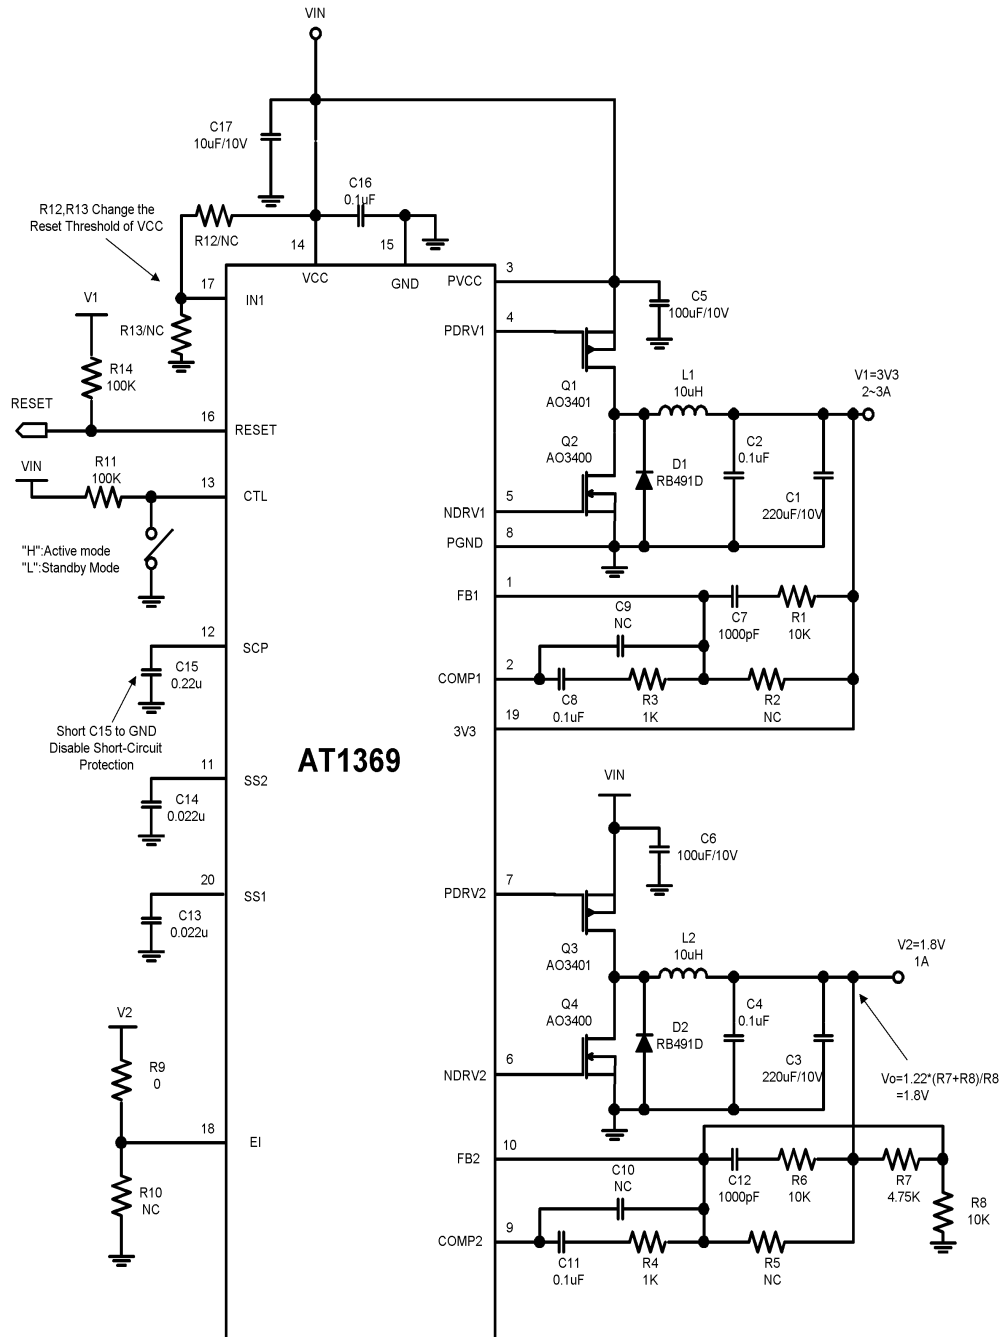 VIN
C17
10uF/10V
C16
0.1uF
R12,R13 Change the
Reset Threshold of VCC
R12/NC
14
15
VCC
GND
17
IN1
R13/NC
V1
R14
100K
RESET
16
RESET
VIN
R11
100K
13
CTL
"H":Active mode
"L":Standby Mode
12
SCP
C15
0.22u
Short C15 to GND
Disable Short-Circuit
Protection
11
SS2
C14
0.022u
20
SS1
C13
0.022u
V2
R9
0
18
EI
R10
NC
AT1369
PVCC
3
C5
100uF/10V
PDRV1
4
Q1
AO3401
L1
10uH
V1=3V3
2~3A
Q2
AO3400
D1
RB491D
C2
0.1uF
C1
220uF/10V
NDRV1
5
PGND
8
FB1
1
C9
NC
C7
1000pF
R1
10K
COMP1
2
C8
0.1uF
R3
1K
R2
NC
3V3
19
VIN
C6
100uF/10V
PDRV2
7
Q3
AO3401
L2
10uH
V2=1.8V
1A
Q4
AO3400
D2
RB491D
C4
0.1uF
C3
220uF/10V
NDRV2
6
Vo=1.22*(R7+R8)/R8
=1.8V
FB2
10
C10
NC
C12
1000pF
R6
10K
R7
4.75K
R8
10K
COMP2
9
C11
0.1uF
R4
1K
R5
NC